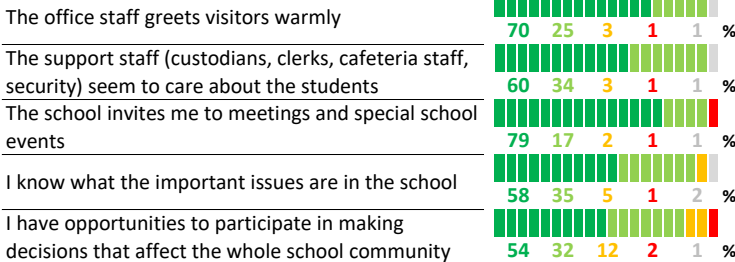 The office staff greets visitors warmly
70 25 3 1 1 %
The support staff (custodians, clerks, cafeteria staff,
security) seem to care about the students
60 34 3 1 1 %
The school invites me to meetings and special school
events
79 17 2 1 1 %
I know what the important issues are in the school
58 35 5 1 2 %
I have opportunities to participate in making
decisions that affect the whole school community
54 32 12 2 1 %